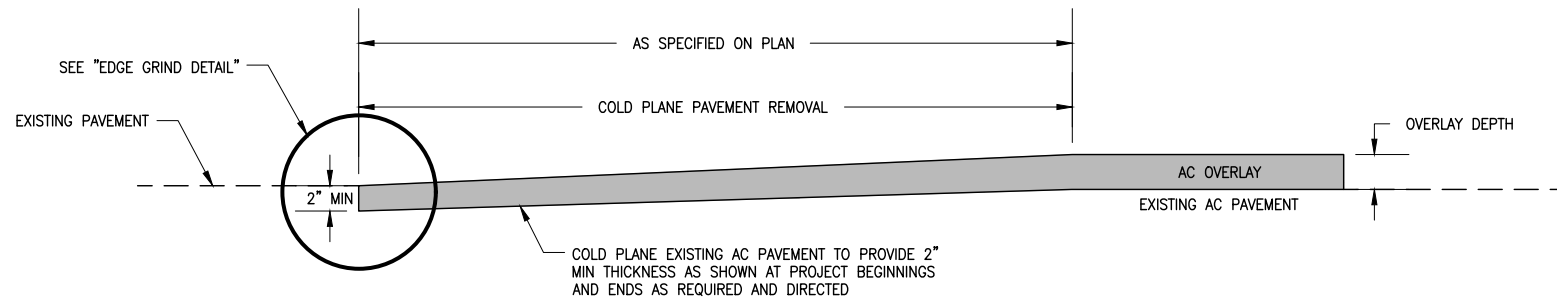 AS SPECIFIED ON PLAN
SEE "EDGE GRIND DETAIL"
COLD PLANE PAVEMENT REMOVAL
EXISTING PAVEMENT
OVERLAY DEPTH
AC OVERLAY
2" MIN
EXISTING AC PAVEMENT
COLD PLANE EXISTING AC PAVEMENT TO PROVIDE 2"
MIN THICKNESS AS SHOWN AT PROJECT BEGINNINGS
AND ENDS AS REQUIRED AND DIRECTED